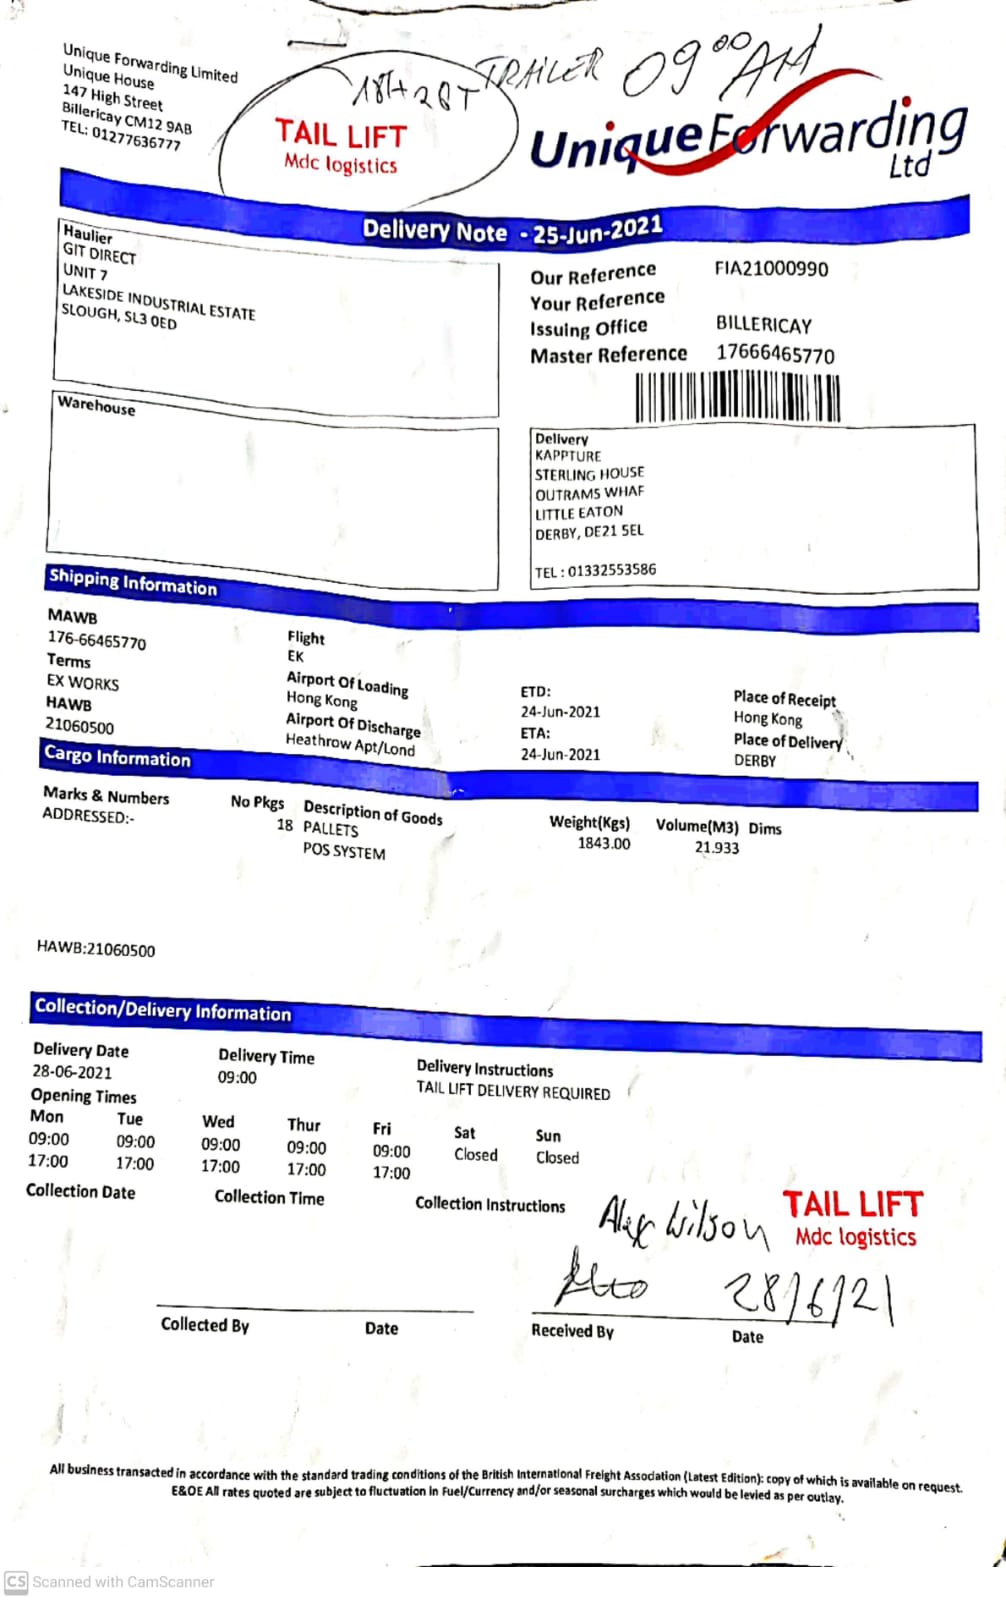 Unique Forwarding Limited
Unique House
147 High Street
Billericay CM12 9AB
TEL: 01277636777
TRAILER 09⁰⁰ AM
TAIL LIFT
Mdc logistics
Unique Forwarding
Ltd
Delivery Note - 25-Jun-2021
Haulier
GIT DIRECT
UNIT 7
LAKESIDE INDUSTRIAL ESTATE
SLOUGH, SL3 0ED
Our Reference FIA21000990
Your Reference
Issuing Office BILLERICAY
Master Reference 17666465770
Warehouse
Delivery
KAPPTURE
STERLING HOUSE
OUTRAMS WHAF
LITTLE EATON
DERBY, DE21 5EL
TEL : 01332553586
Shipping Information
MAWB
176-66465770
Terms
EX WORKS
HAWB
21060500
Flight
EK
Airport Of Loading
Hong Kong
Airport Of Discharge
Heathrow Apt/Lond
ETD:
24-Jun-2021
ETA:
24-Jun-2021
Place of Receipt
Hong Kong
Place of Delivery
DERBY
Cargo Information
Marks & Numbers No Pkgs Description of Goods Weight(Kgs) Volume(M3) Dims
ADDRESSED:- 18 PALLETS 1843.00 21.933
POS SYSTEM
HAWB:21060500
Collection/Delivery Information
Delivery Date Delivery Time Delivery Instructions
28-06-2021 09:00 TAIL LIFT DELIVERY REQUIRED
Opening Times
Mon Tue Wed Thur Fri Sat Sun
09:00 09:00 09:00 09:00 09:00 Closed Closed
17:00 17:00 17:00 17:00 17:00
Collection Date Collection Time Collection Instructions
Alex Wilson
TAIL LIFT
Mdc logistics
28/6/21
Collected By Date Received By Date
All business transacted in accordance with the standard trading conditions of the British International Freight Association (Latest Edition): copy of which is available on request.
E&OE All rates quoted are subject to fluctuation in Fuel/Currency and/or seasonal surcharges which would be levied as per outlay.
CS Scanned with CamScanner